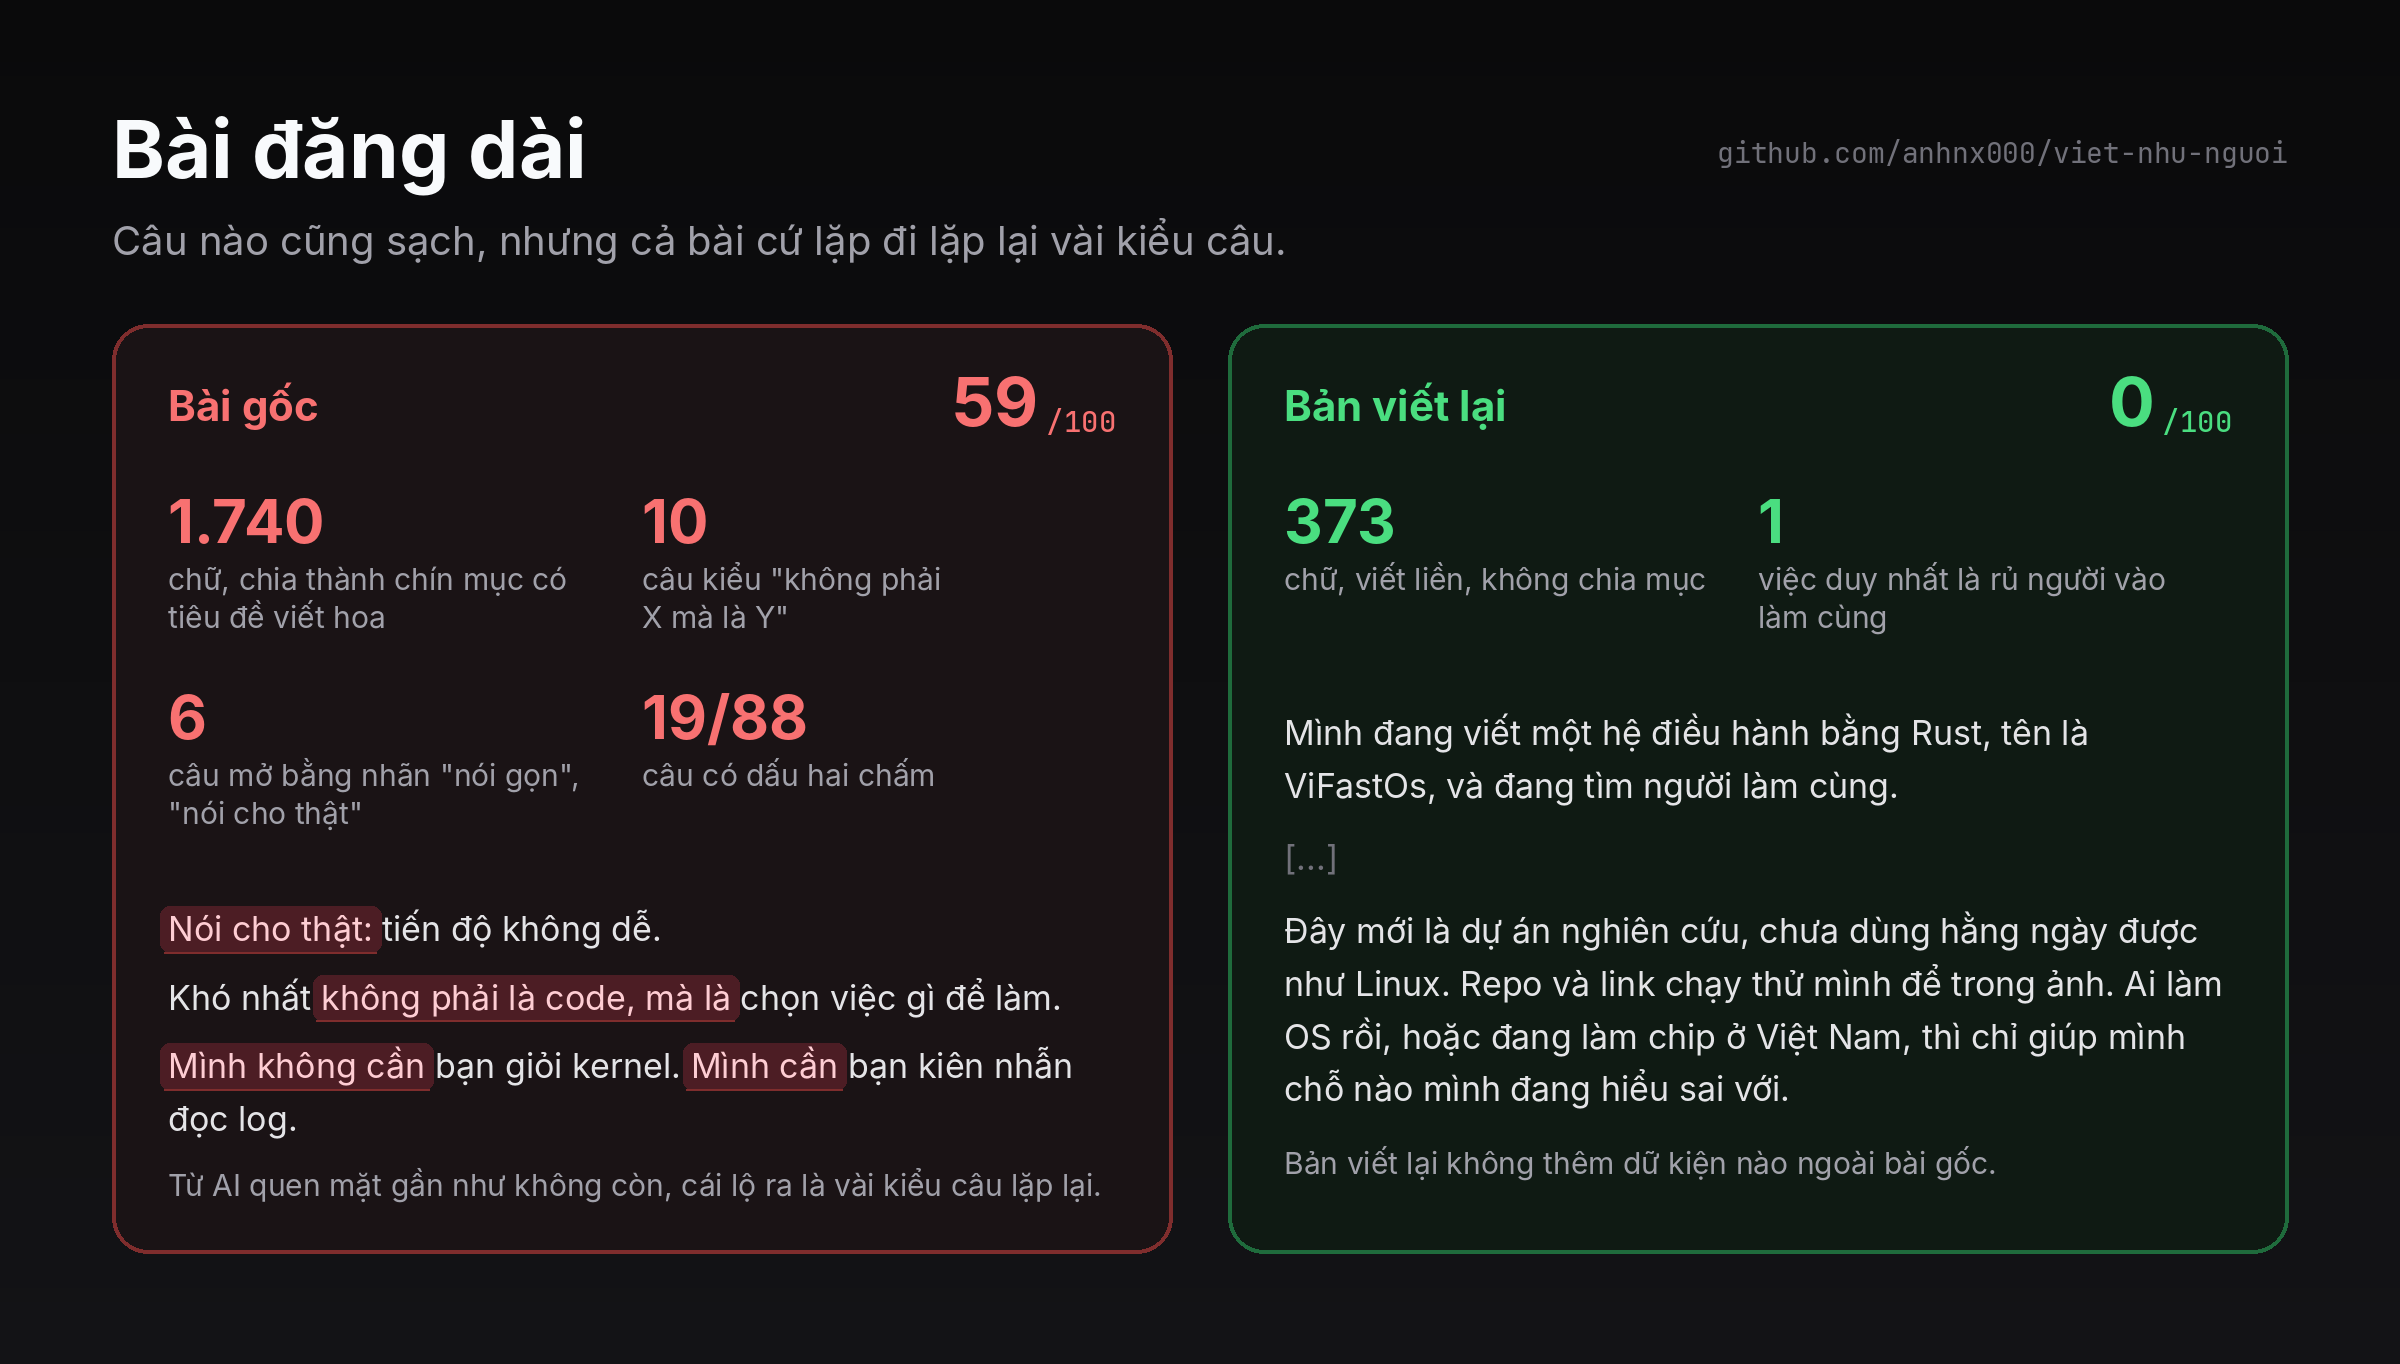 Bài đăng dài
github.com/anhnx000/viet-nhu-nguoi
Câu nào cũng sạch, nhưng cả bài cứ lặp đi lặp lại vài kiểu câu.
Bài gốc
59 /100
1.740
chữ, chia thành chín mục có
tiêu đề viết hoa
10
câu kiểu "không phải
X mà là Y"
6
câu mở bằng nhãn "nói gọn",
"nói cho thật"
19/88
câu có dấu hai chấm
Nói cho thật: tiến độ không dễ.
Khó nhất không phải là code, mà là chọn việc gì để làm.
Mình không cần bạn giỏi kernel. Mình cần bạn kiên nhẫn
đọc log.
Từ AI quen mặt gần như không còn, cái lộ ra là vài kiểu câu lặp lại.
Bản viết lại
0 /100
373
chữ, viết liền, không chia mục
1
việc duy nhất là rủ người vào
làm cùng
Mình đang viết một hệ điều hành bằng Rust, tên là
ViFastOs, và đang tìm người làm cùng.
[...]
Đây mới là dự án nghiên cứu, chưa dùng hằng ngày được
như Linux. Repo và link chạy thử mình để trong ảnh. Ai làm
OS rồi, hoặc đang làm chip ở Việt Nam, thì chỉ giúp mình
chỗ nào mình đang hiểu sai với.
Bản viết lại không thêm dữ kiện nào ngoài bài gốc.